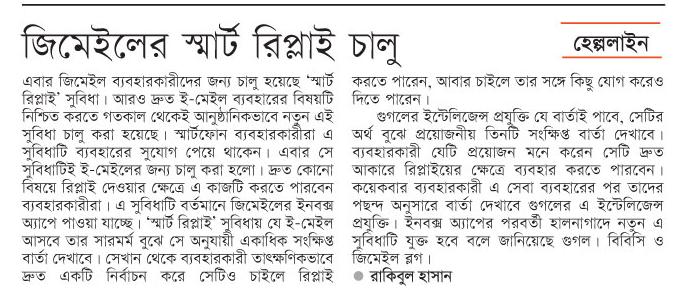 জিমেইলের স্মার্ট রিপ্লাই চালু
হেল্পলাইন
এবার জিমেইল ব্যবহারকারীদের জন্য চালু হয়েছে ‘স্মার্ট
রিপ্লাই’ সুবিধা। আরও দ্রুত ই-মেইল ব্যবহারের বিষয়টি
নিশ্চিত করতে গতকাল থেকেই আনুষ্ঠানিকভাবে নতুন এই
সুবিধা চালু করা হয়েছে। স্মার্টফোন ব্যবহারকারীরা এ
সুবিধাটি ব্যবহারের সুযোগ পেয়ে থাকেন। এবার সে
সুবিধাটিই ই-মেইলের জন্য চালু করা হলো। দ্রুত কোনো
বিষয়ে রিপ্লাই দেওয়ার ক্ষেত্রে এ কাজটি করতে পারবেন
ব্যবহারকারীরা। এ সুবিধাটি বর্তমানে জিমেইলের ইনবক্স
অ্যাপে পাওয়া যাচ্ছে। ‘স্মার্ট রিপ্লাই’ সুবিধায় যে ই-মেইল
আসবে তার সারমর্ম বুঝে সে অনুযায়ী একাধিক সংক্ষিপ্ত
বার্তা দেখাবে। সেখান থেকে ব্যবহারকারী তাৎক্ষণিকভাবে
দ্রুত একটি নির্বাচন করে সেটিও চাইলে রিপ্লাই
করতে পারেন, আবার চাইলে তার সঙ্গে কিছু যোগ করেও
দিতে পারেন।
গুগলের ইন্টেলিজেন্স প্রযুক্তি যে বার্তাই পাবে, সেটির
অর্থ বুঝে প্রয়োজনীয় তিনটি সংক্ষিপ্ত বার্তা দেখাবে।
ব্যবহারকারী যেটি প্রয়োজন মনে করেন সেটি দ্রুত
আকারে রিপ্লাইয়ের ক্ষেত্রে ব্যবহার করতে পারবেন।
কয়েকবার ব্যবহারকারী এ সেবা ব্যবহারের পর তাদের
পছন্দ অনুসারে বার্তা দেখাবে গুগলের এ ইন্টেলিজেন্স
প্রযুক্তি। ইনবক্স অ্যাপের পরবর্তী হালনাগাদে নতুন এ
সুবিধাটি যুক্ত হবে বলে জানিয়েছে গুগল। বিবিসি ও
জিমেইল ব্লগ।
● রাকিবুল হাসান